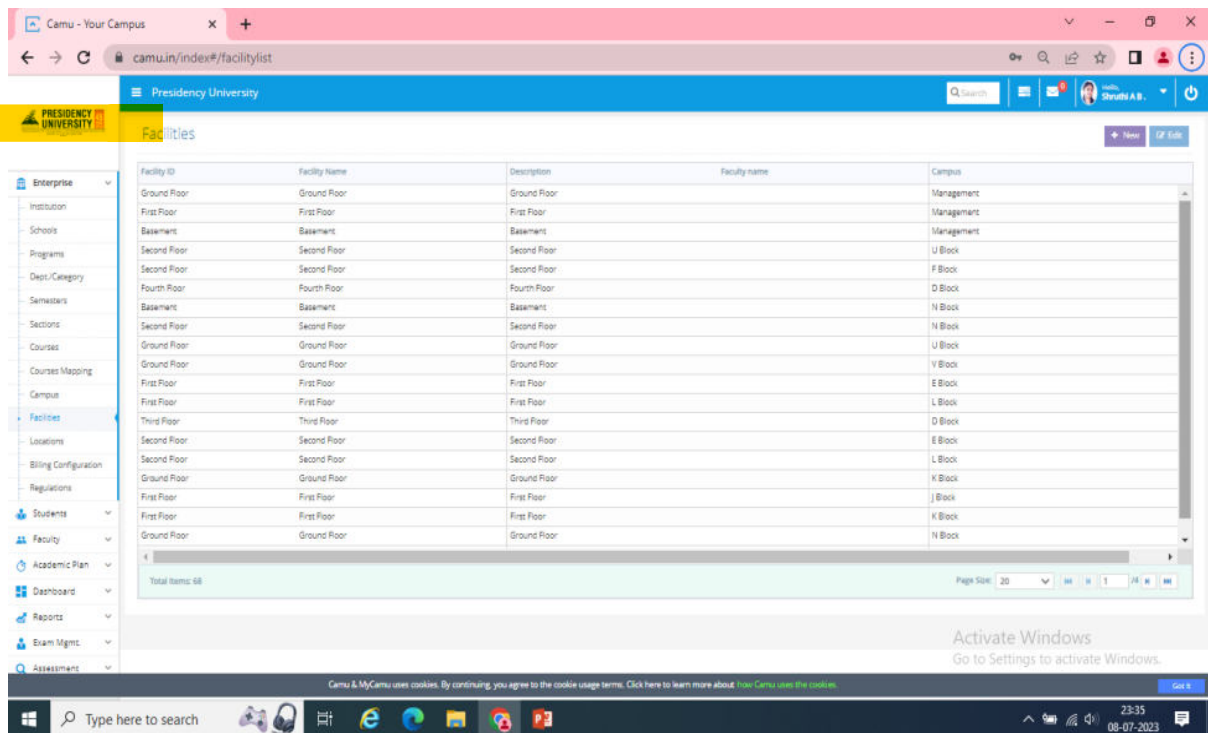 Camu - Your Campus
camu.in/index#/facilitylist
Presidency University
Search
Hello,
Shruthi A B.
PRESIDENCY
UNIVERSITY
Facilities
New
Edit
Facility ID Facility Name Description Faculty name Campus
Ground Floor Ground Floor Ground Floor Management
First Floor First Floor First Floor Management
Basement Basement Basement Management
Second Floor Second Floor Second Floor U Block
Second Floor Second Floor Second Floor F Block
Fourth Floor Fourth Floor Fourth Floor D Block
Basement Basement Basement N Block
Second Floor Second Floor Second Floor N Block
Ground Floor Ground Floor Ground Floor U Block
Ground Floor Ground Floor Ground Floor V Block
First Floor First Floor First Floor E Block
First Floor First Floor First Floor L Block
Third Floor Third Floor Third Floor D Block
Second Floor Second Floor Second Floor E Block
Second Floor Second Floor Second Floor L Block
Ground Floor Ground Floor Ground Floor K Block
First Floor First Floor First Floor J Block
First Floor First Floor First Floor K Block
Ground Floor Ground Floor Ground Floor N Block
Total Items: 68
Page Size: 20 1 /4
Enterprise
Institution
Schools
Programs
Dept./Category
Semesters
Sections
Courses
Courses Mapping
Campus
Facilities
Locations
Billing Configuration
Regulations
Students
Faculty
Academic Plan
Dashboard
Reports
Exam Mgmt.
Assessment
Activate Windows
Go to Settings to activate Windows.
Camu & MyCamu uses cookies. By continuing, you agree to the cookie usage terms. Click here to learn more about how Camu uses the cookies.
Got it
Type here to search
23:35
08-07-2023